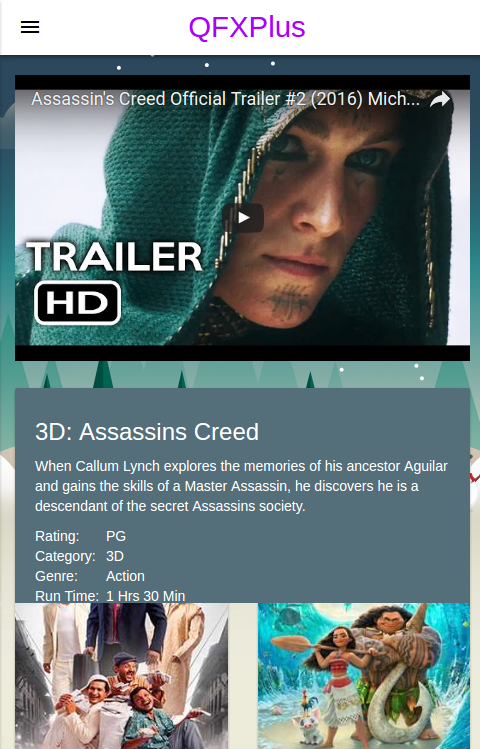 QFXPlus
Assassin's Creed Official Trailer #2 (2016) Mich...
TRAILER
HD
3D: Assassins Creed
When Callum Lynch explores the memories of his ancestor Aguilar
and gains the skills of a Master Assassin, he discovers he is a
descendant of the secret Assassins society.
Rating: PG
Category: 3D
Genre: Action
Run Time: 1 Hrs 30 Min